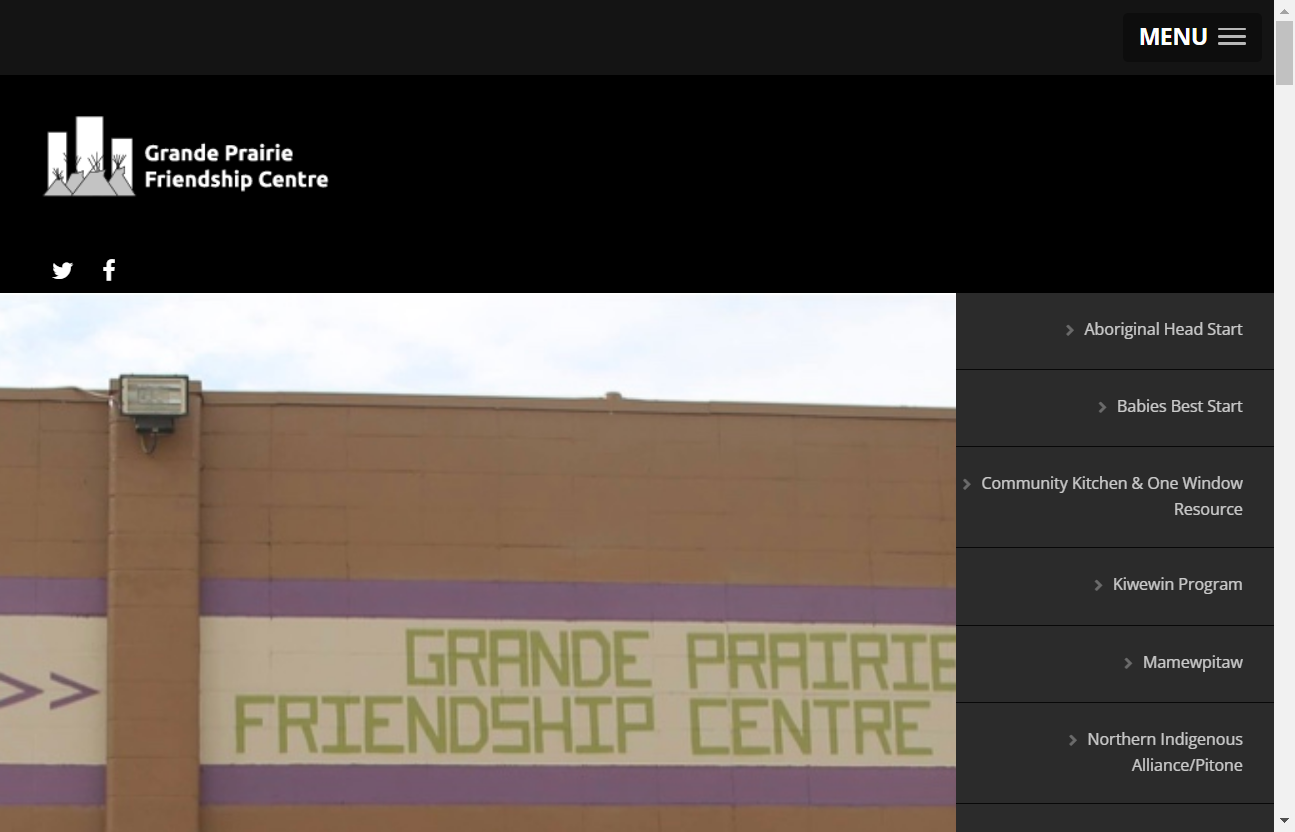 MENU
Grande Prairie
Friendship Centre
Aboriginal Head Start
Babies Best Start
Community Kitchen & One Window
Resource
Kiwewin Program
Mamewpitaw
Northern Indigenous
Alliance/Pitone
>>
GRANDE PRAIRIE
FRIENDSHIP CENTRE